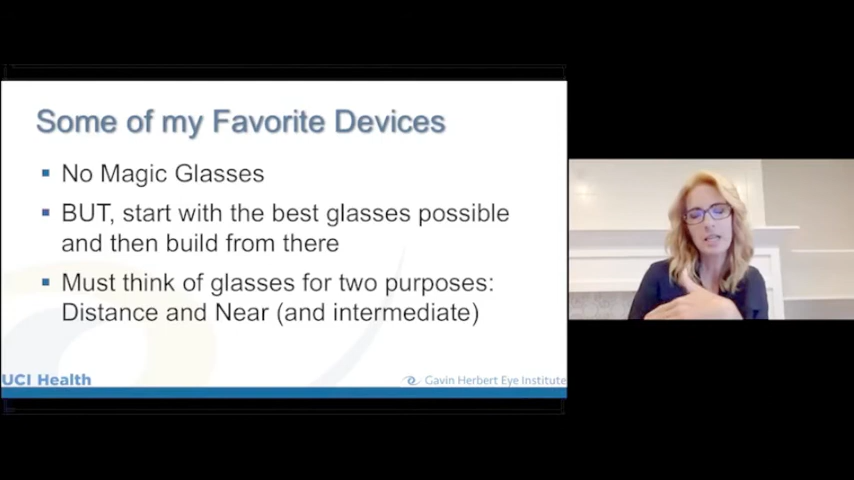 Some of my Favorite Devices
No Magic Glasses
BUT, start with the best glasses possible
and then build from there
Must think of glasses for two purposes:
Distance and Near (and intermediate)
UCI Health
Gavin Herbert Eye Institute